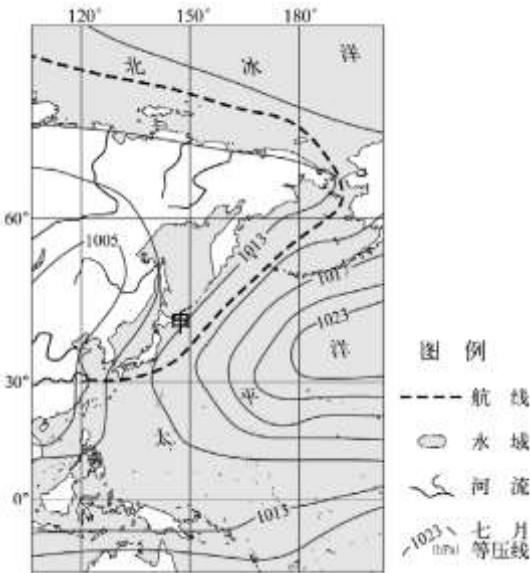 120° 150° 180°
北 冰 洋
60°
1005
1013
1017
甲
1023
洋
30°
平
太
0°
1013
图 例
航 线
水 域
河 流
1023 (hPa) 七 月 等压线